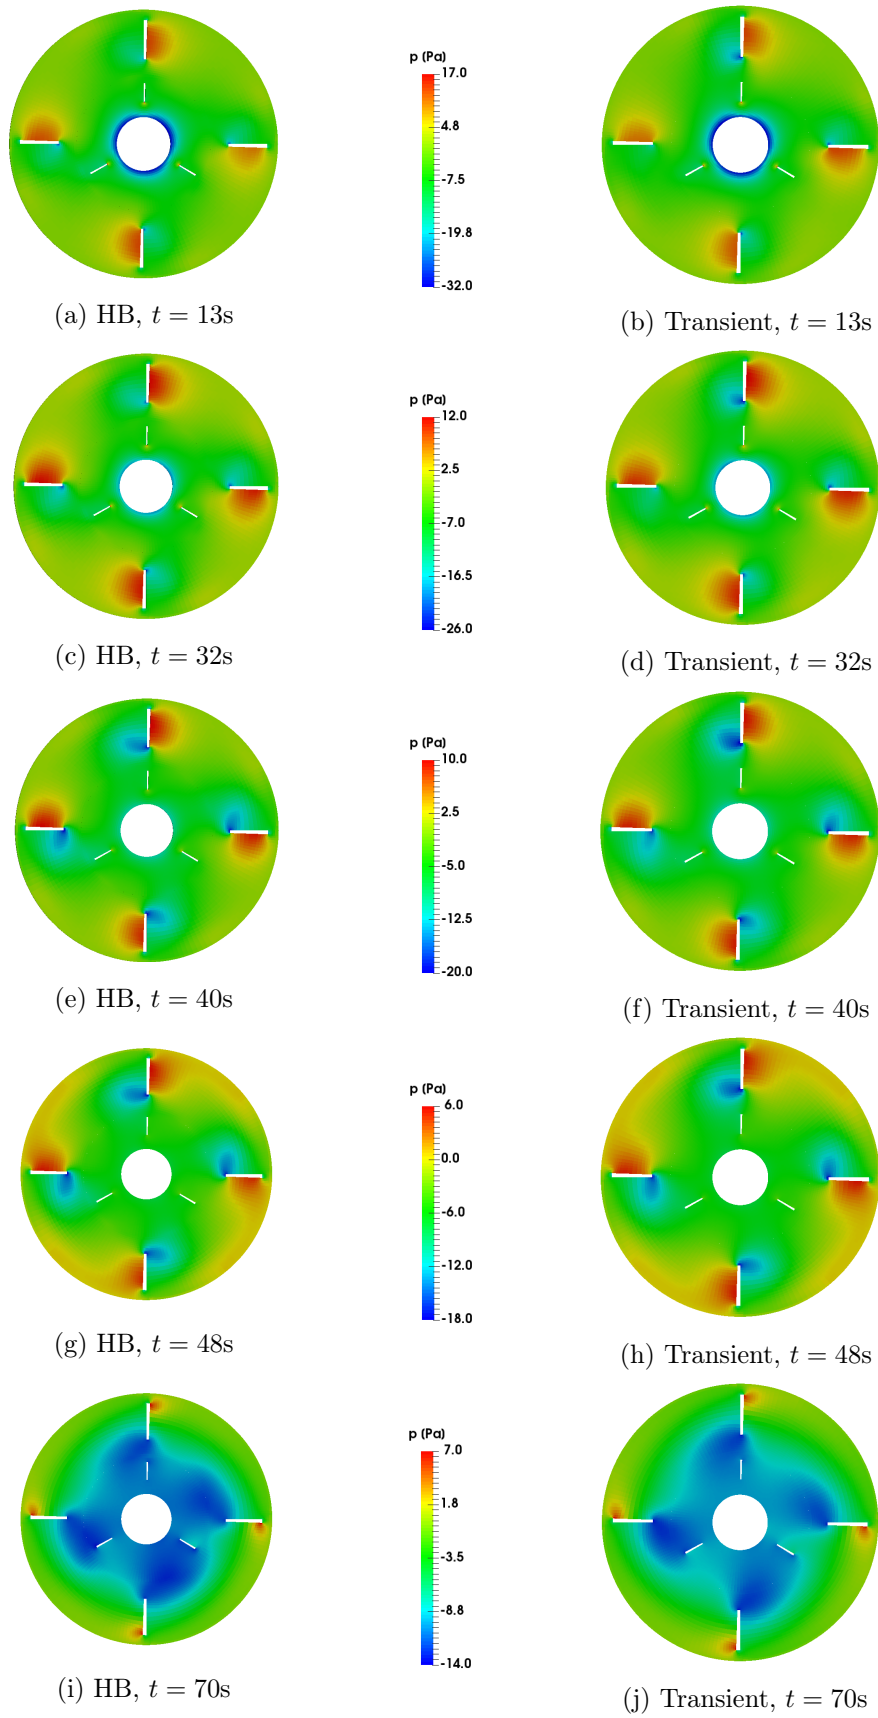 p (Pa)
17.0
4.8
-7.5
-19.8
-32.0
(a) HB, t = 13s
(b) Transient, t = 13s
p (Pa)
12.0
2.5
-7.0
-16.5
-26.0
(c) HB, t = 32s
(d) Transient, t = 32s
p (Pa)
10.0
2.5
-5.0
-12.5
-20.0
(e) HB, t = 40s
(f) Transient, t = 40s
p (Pa)
6.0
0.0
-6.0
-12.0
-18.0
(g) HB, t = 48s
(h) Transient, t = 48s
p (Pa)
7.0
1.8
-3.5
-8.8
-14.0
(i) HB, t = 70s
(j) Transient, t = 70s